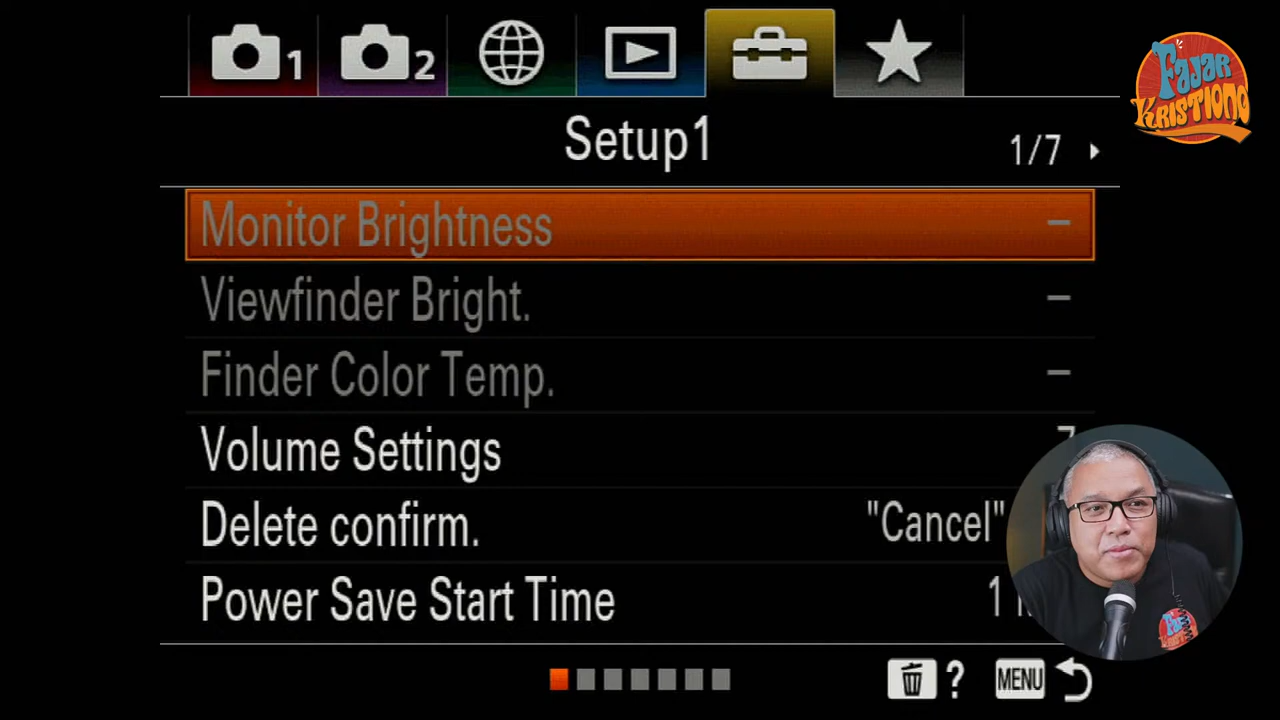 1
2
FAJAR
KRISTIONO
Setup1
1/7
Monitor Brightness –
Viewfinder Bright. –
Finder Color Temp. –
Volume Settings 7
Delete confirm. "Cancel"
Power Save Start Time 1
? MENU